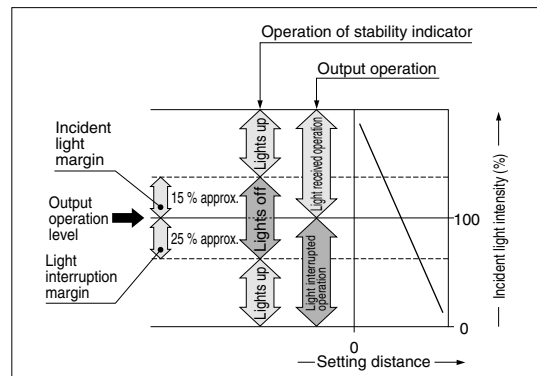 Operation of stability indicator
Output operation
Incident
light
margin
Output
operation
level
Light
interruption
margin
15 % approx.
25 % approx.
Lights up
Lights off
Lights up
Light received operation
Light interrupted
operation
100
0
0
Setting distance
Incident light intensity (%)